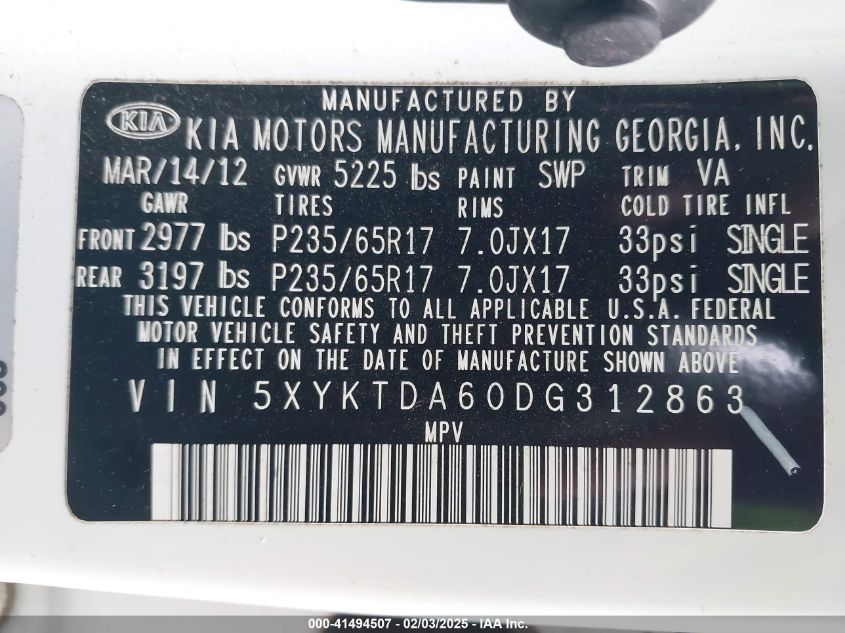 MANUFACTURED BY
KIA KIA MOTORS MANUFACTURING GEORGIA, INC.
MAR/14/12 GVWR 5225 lbs PAINT SWP TRIM VA
GAWR TIRES RIMS COLD TIRE INFL
FRONT 2977 lbs P235/65R17 7.0JX17 33psi SINGLE
REAR 3197 lbs P235/65R17 7.0JX17 33psi SINGLE
THIS VEHICLE CONFORMS TO ALL APPLICABLE U.S.A. FEDERAL
MOTOR VEHICLE SAFETY AND THEFT PREVENTION STANDARDS
IN EFFECT ON THE DATE OF MANUFACTURE SHOWN ABOVE
VIN 5XYKTDA60DG312863
MPV
000-41494507 - 02/03/2025 - IAA Inc.